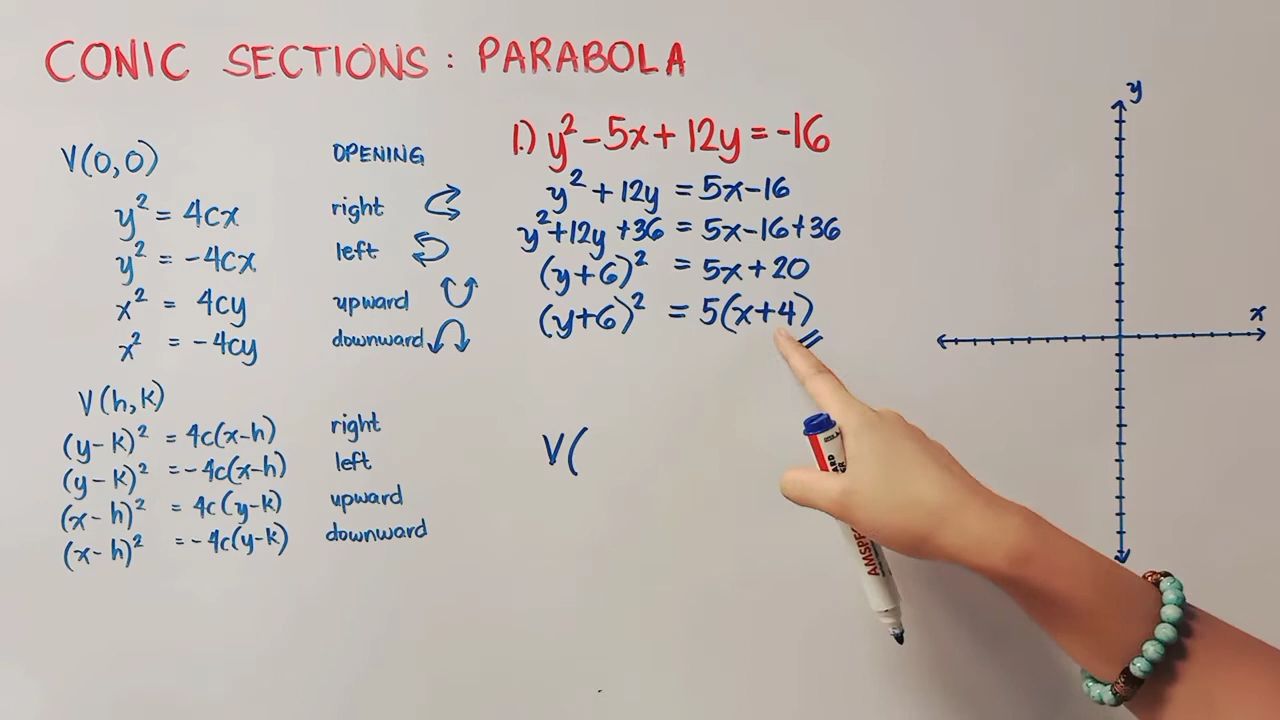 CONIC SECTIONS: PARABOLA
V(0,0) OPENING
y² = 4cx right
y² = -4cx left
x² = 4cy upward
x² = -4cy downward
V(h,k)
(y-k)² = 4c(x-h) right
(y-k)² = -4c(x-h) left
(x-h)² = 4c(y-k) upward
(x-h)² = -4c(y-k) downward
1.) y² - 5x + 12y = -16
y² + 12y = 5x - 16
y² + 12y + 36 = 5x - 16 + 36
(y+6)² = 5x + 20
(y+6)² = 5(x+4)
V(
y
x